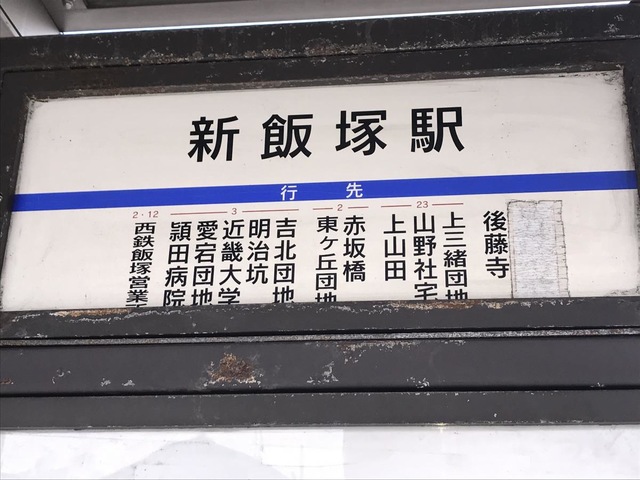 新飯塚駅
行先
後藤寺
23
上三緒団地
山野社宅
上山田
2
赤坂橋
東ヶ丘団地
3
吉北団地
明治坑
近畿大学
愛宕団地
頴田病院
2・12
西鉄飯塚営業